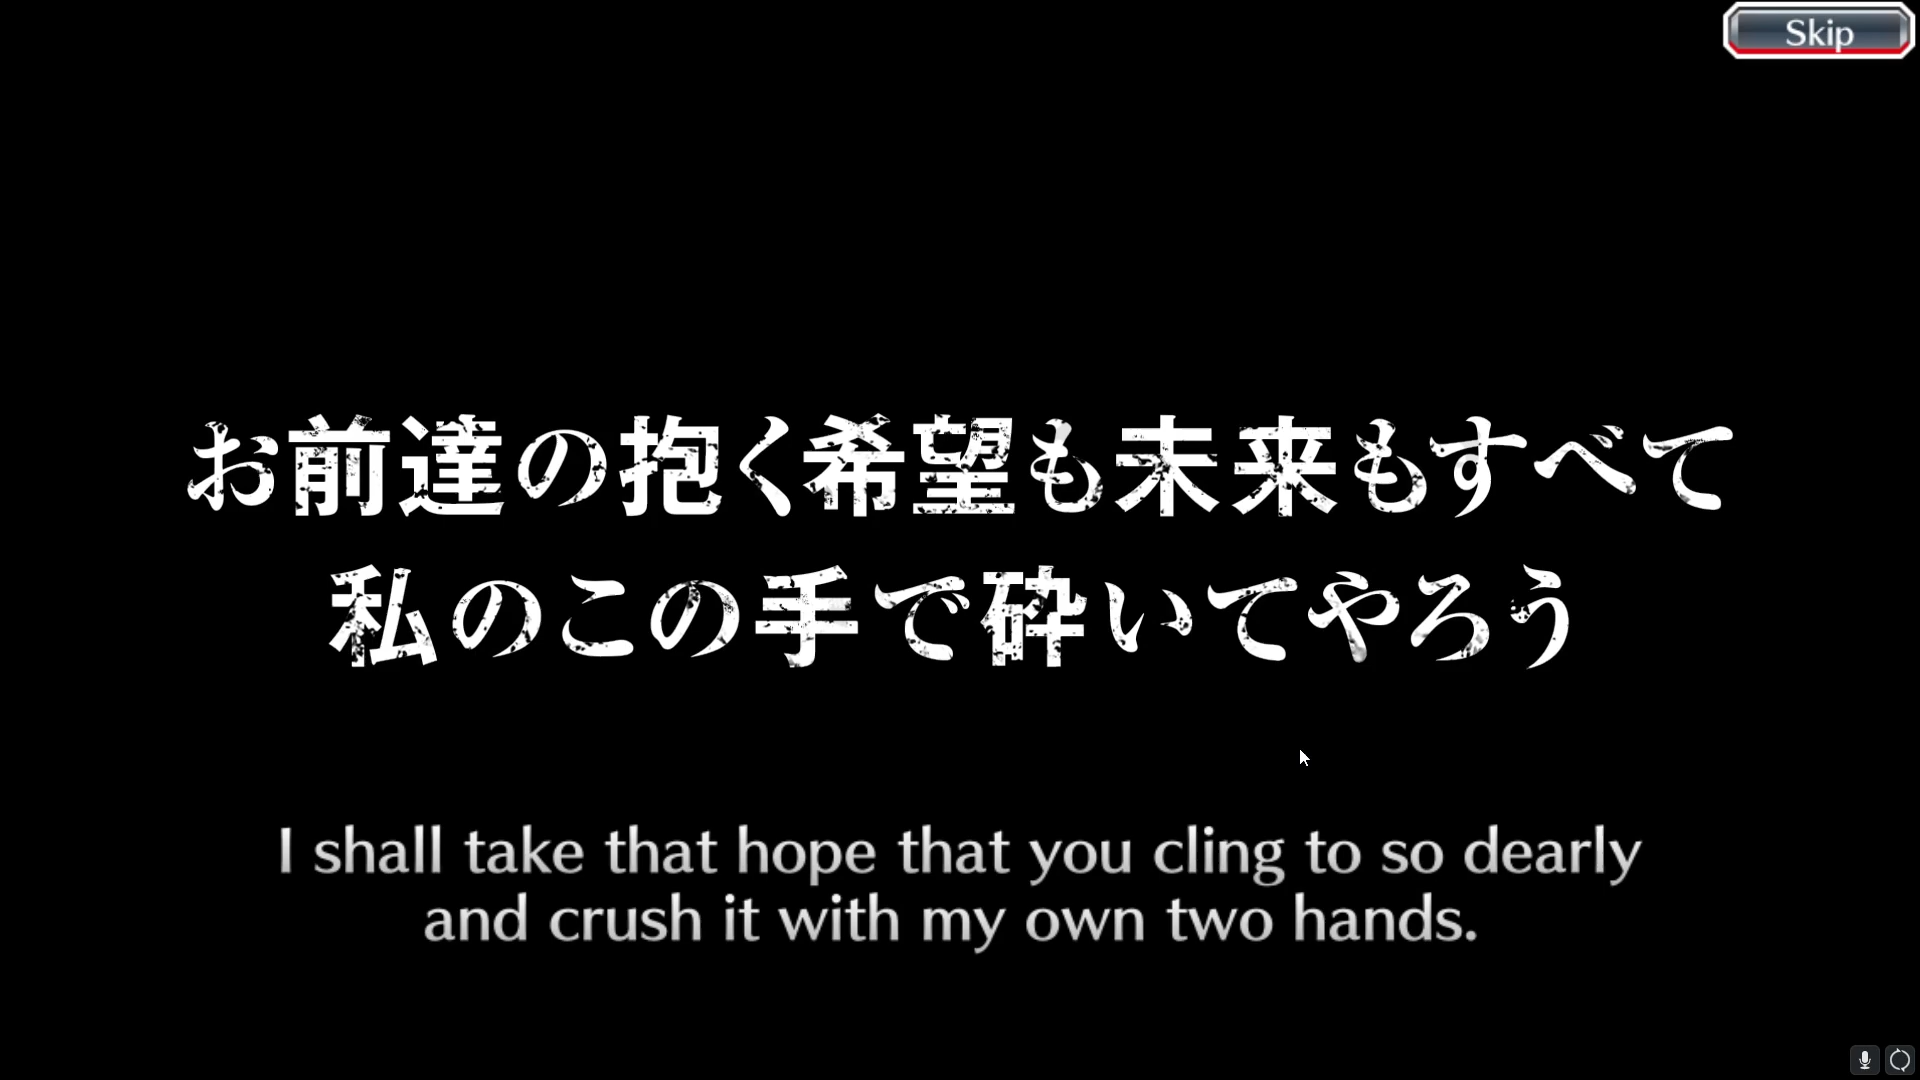 Skip
お前達の抱く希望も未来もすべて
私のこの手で砕いてやろう
I shall take that hope that you cling to so dearly
and crush it with my own two hands.